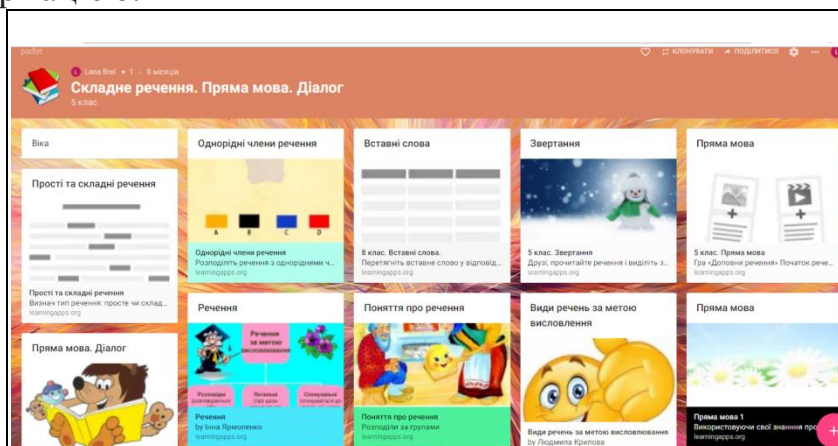 padlet
КЛОНУВАТИ
ПОДІЛИТИСЯ
Lena Brel + 1 • 8 місяців
Складне речення. Пряма мова. Діалог
5 клас
Віка
Прості та складні речення
Прості та складні речення
Визнач тип речення: просте чи склад...
learningapps.org
Пряма мова. Діалог
Однорідні члени речення
A B C D
Однорідні члени речення
Розподіліть речення з однорідними ч...
learningapps.org
Речення
Речення
за метою
висловлювання
Розповідні
Питальні
Спонукальні
Речення
by Інна Ярмоленко
learningapps.org
Вставні слова
8 клас. Вставні слова.
Перетягніть вставне слово у відповід...
learningapps.org
Поняття про речення
Поняття про речення
Розподіли за групами
learningapps.org
Звертання
5 клас. Звертання
Друзі, прочитайте речення і виділіть з...
learningapps.org
Види речень за метою
висловлення
Види речень за метою висловлювання
by Людмила Крилова
Пряма мова
5 клас. Пряма мова
Гра «Доповни речення» Початок рече...
learningapps.org
Пряма мова
Пряма мова 1
Використовуючи свої знання про
learningapps.org